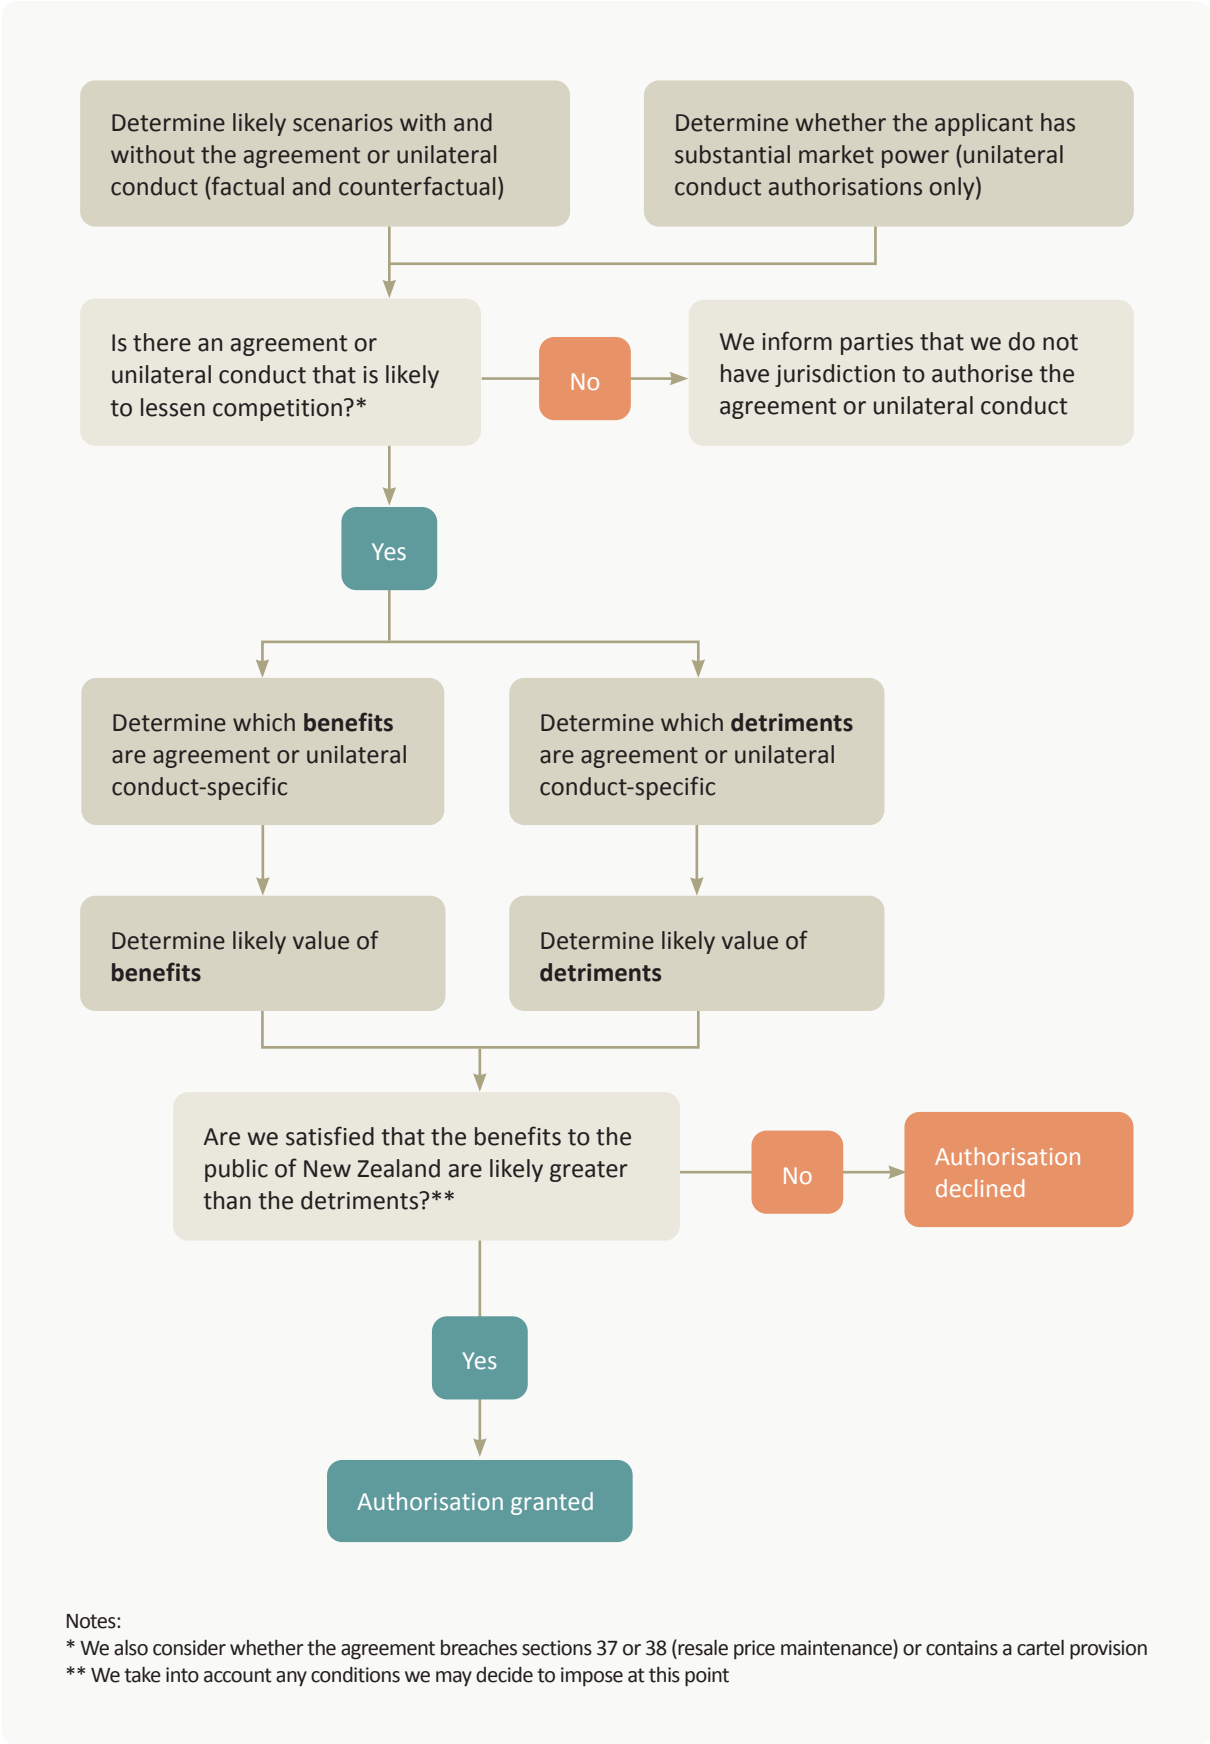 Determine likely scenarios with and
without the agreement or unilateral
conduct (factual and counterfactual)
Determine whether the applicant has
substantial market power (unilateral
conduct authorisations only)
Is there an agreement or
unilateral conduct that is likely
to lessen competition?*
No
We inform parties that we do not
have jurisdiction to authorise the
agreement or unilateral conduct
Yes
Determine which benefits
are agreement or unilateral
conduct-specific
Determine which detriments
are agreement or unilateral
conduct-specific
Determine likely value of
benefits
Determine likely value of
detriments
Are we satisfied that the benefits to the
public of New Zealand are likely greater
than the detriments?**
No
Authorisation
declined
Yes
Authorisation granted
Notes:
* We also consider whether the agreement breaches sections 37 or 38 (resale price maintenance) or contains a cartel provision
** We take into account any conditions we may decide to impose at this point